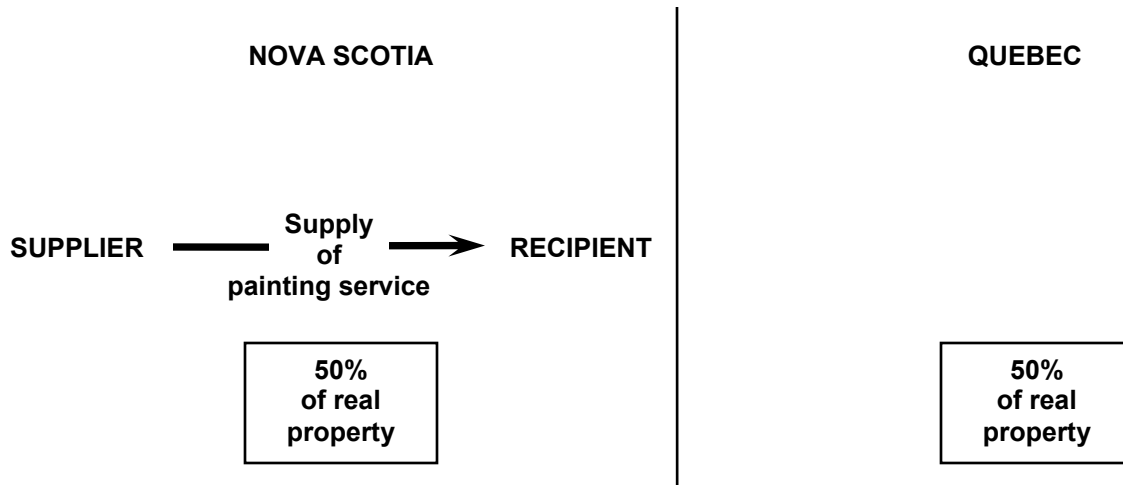 NOVA SCOTIA
QUEBEC
SUPPLIER
Supply
of
painting service
RECIPIENT
50%
of real
property
50%
of real
property